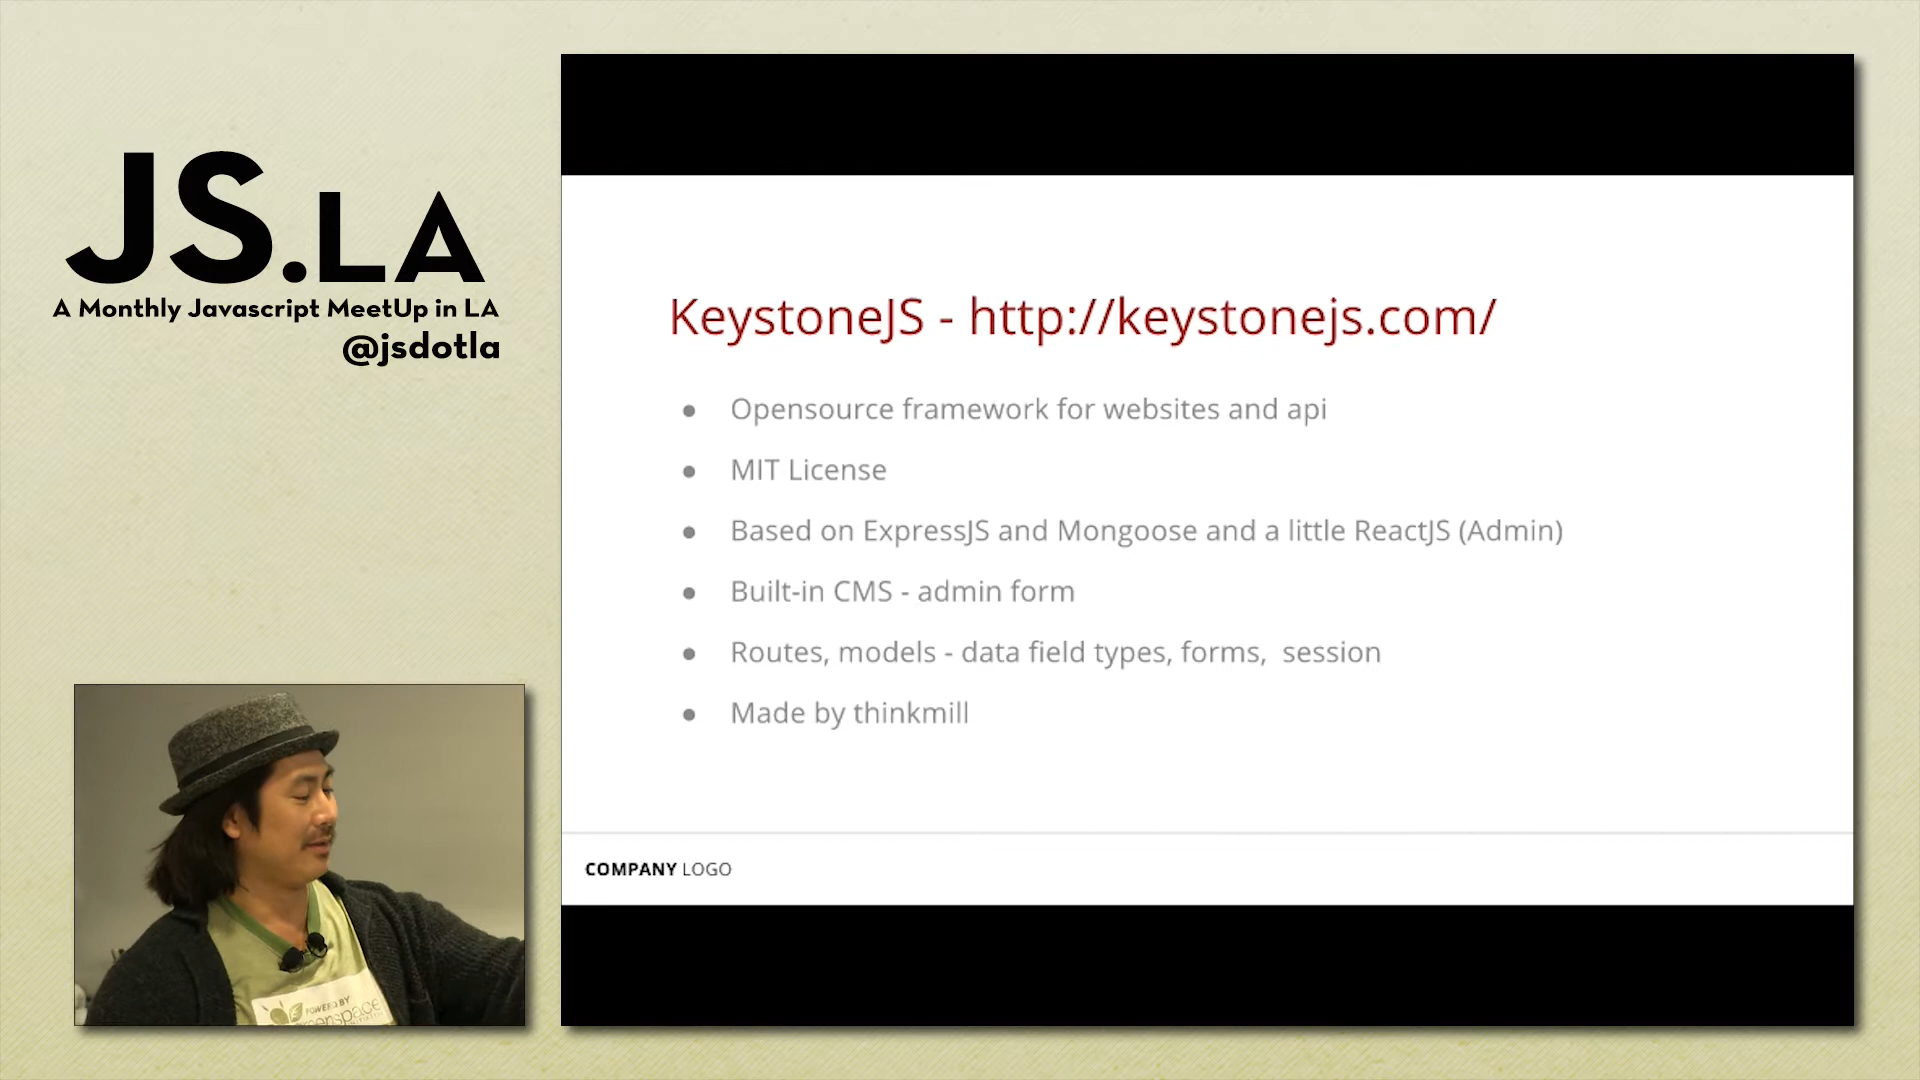 JS.LA
A Monthly Javascript MeetUp in LA
@jsdotla
KeystoneJS - http://keystonejs.com/
● Opensource framework for websites and api
● MIT License
● Based on ExpressJS and Mongoose and a little ReactJS (Admin)
● Built-in CMS - admin form
● Routes, models - data field types, forms, session
● Made by thinkmill
COMPANY LOGO
POWERED BY